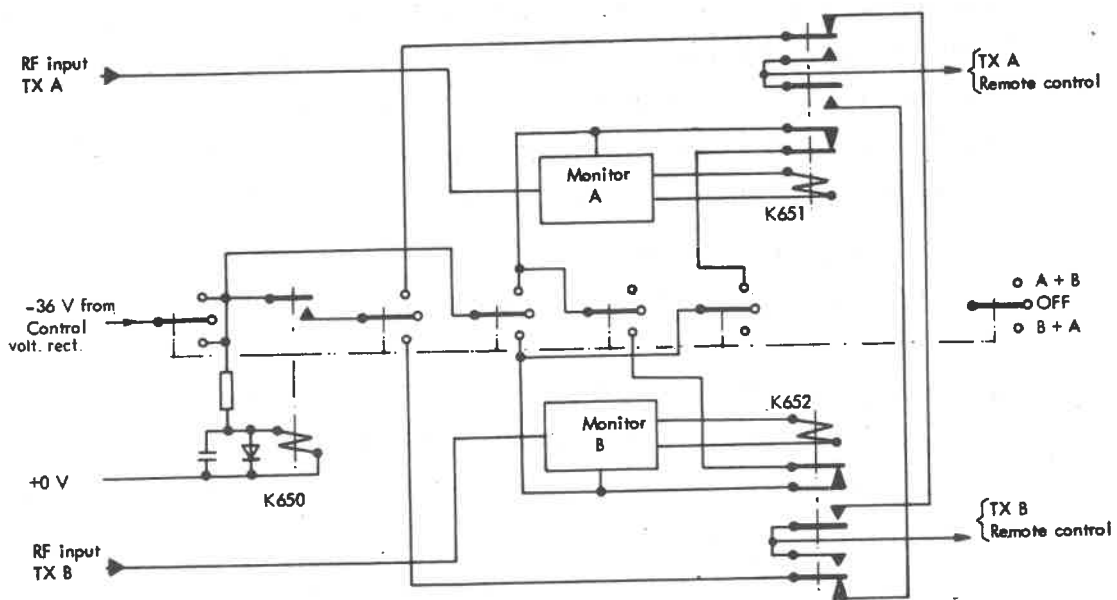 RF input
TX A
TX A
Remote control
Monitor
A
K651
-36 V from
Control
volt. rect.
A + B
OFF
B + A
K652
Monitor
B
+0 V
K650
TX B
Remote control
RF input
TX B